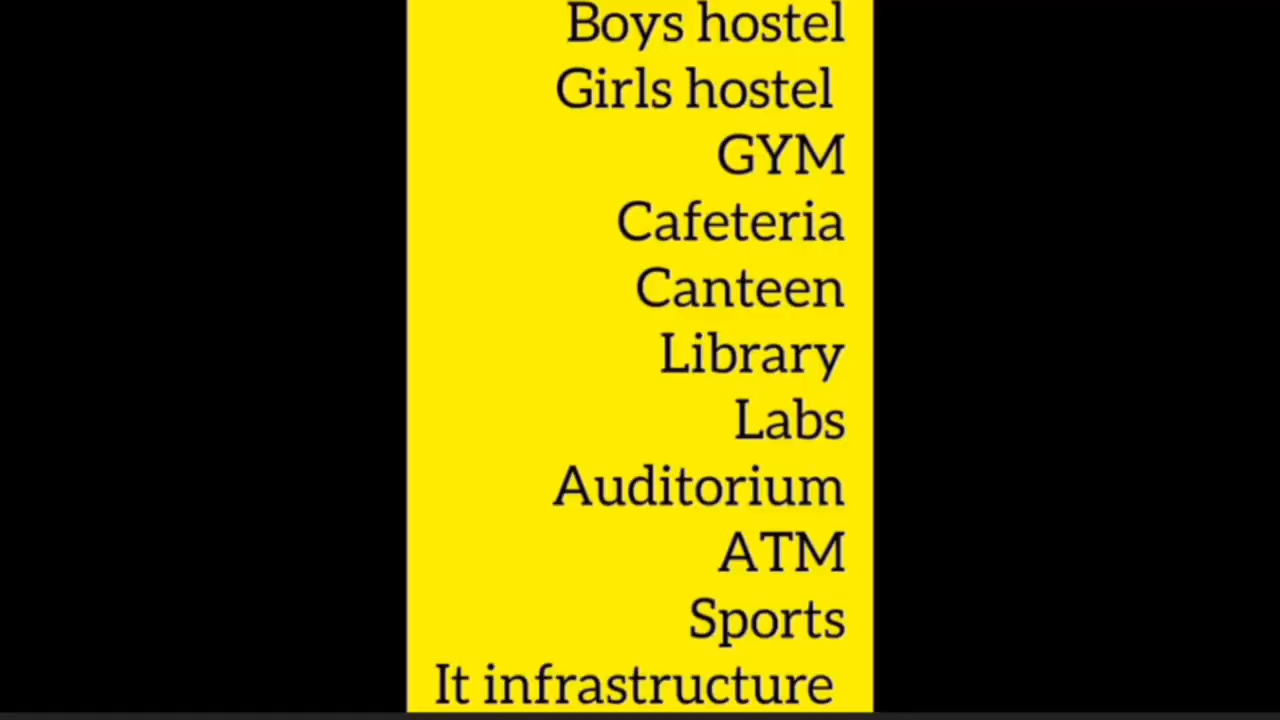 Boys hostel
Girls hostel
GYM
Cafeteria
Canteen
Library
Labs
Auditorium
ATM
Sports
It infrastructure